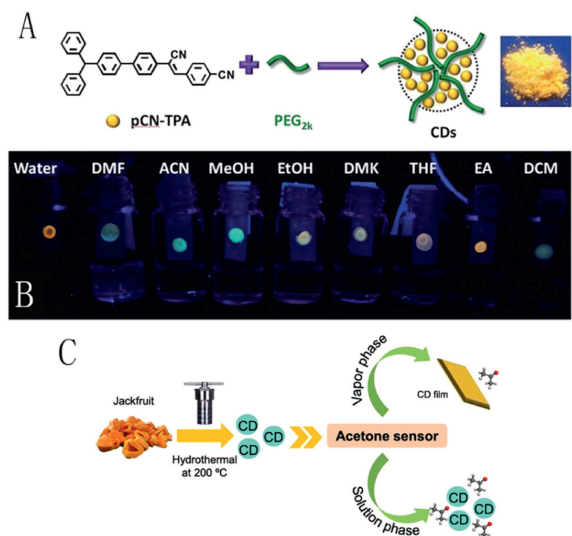 A
CN
CN
pCN-TPA
PEG2k
CDs
Water DMF ACN MeOH EtOH DMK THF EA DCM
B
C
Jackfruit
Hydrothermal
at 200 ºC
CD
CD
CD
Acetone sensor
Vapor phase
CD film
Solution phase
CD
CD
CD